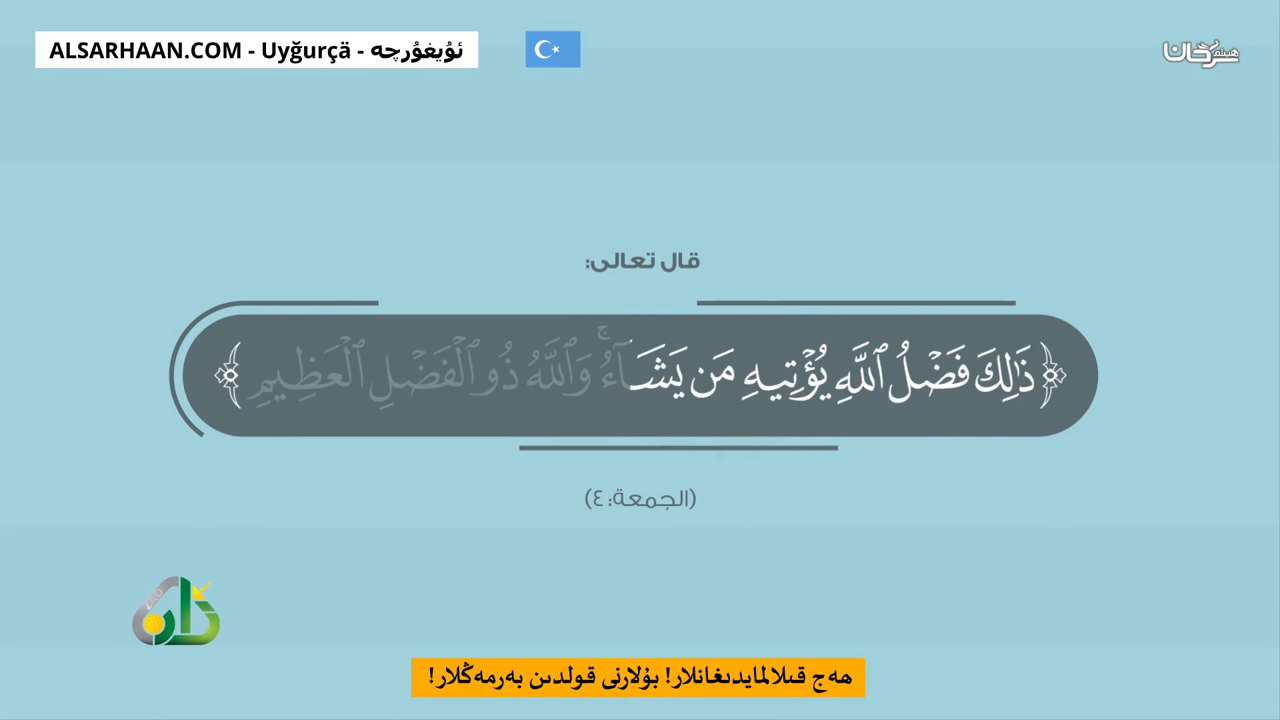 ALSARHAAN.COM - Uyğurçä - ئۇيغۇرچە
قال تعالى:
﴿ذَٰلِكَ فَضْلُ ٱللَّهِ يُؤْتِيهِ مَن يَشَآءُ ۚ وَٱللَّهُ ذُو ٱلْفَضْلِ ٱلْعَظِيمِ﴾
(الجمعة: ٤)
ھەج قىلالمايدىغانلار! بۇلارنى قولدىن بەرمەڭلار!